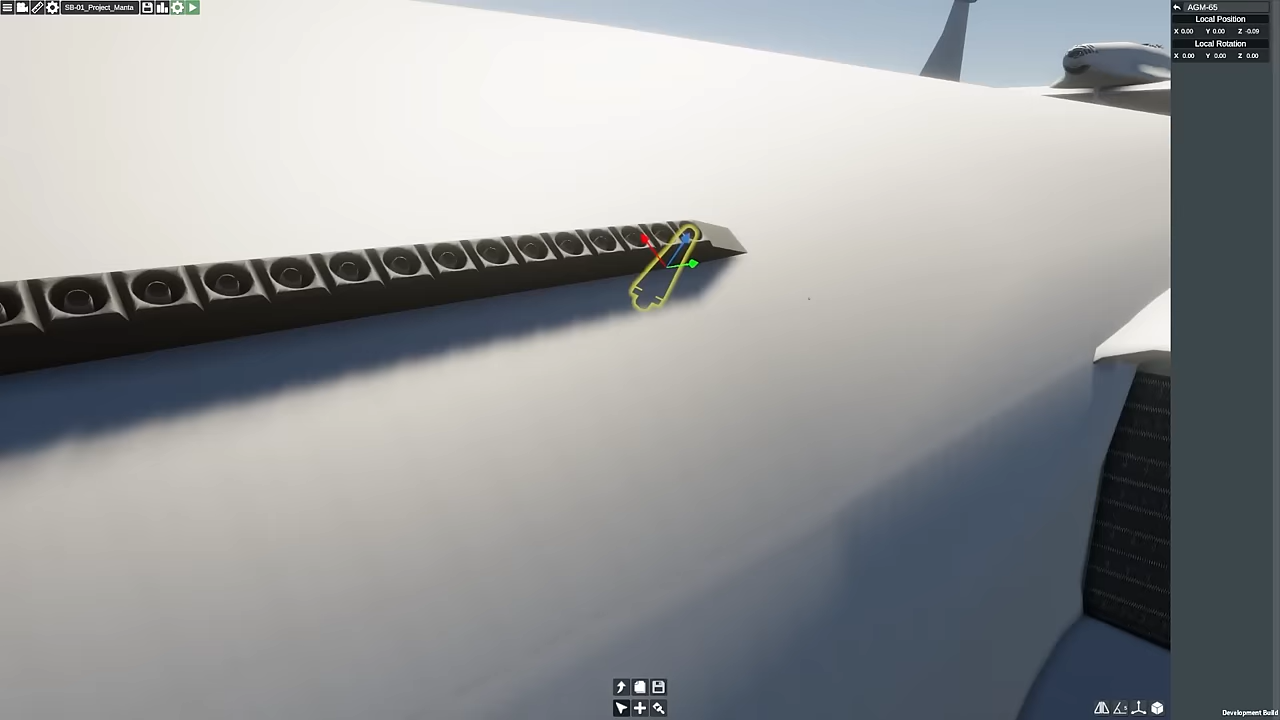 SB-01_Project_Manta
AGM-65
Local Position
X 0.00 Y 0.00 Z -0.09
Local Rotation
X 0.00 Y 0.00 Z 0.00
Development Build